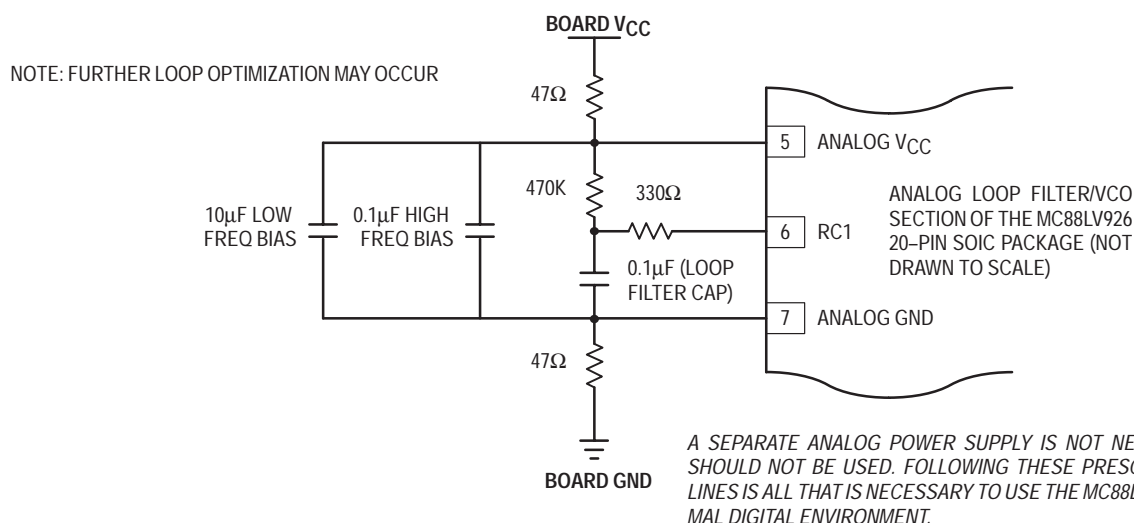 BOARD VCC
NOTE: FURTHER LOOP OPTIMIZATION MAY OCCUR
47Ω
5 ANALOG VCC
470K
330Ω
10µF LOW
FREQ BIAS
0.1µF HIGH
FREQ BIAS
6 RC1
ANALOG LOOP FILTER/VCO
SECTION OF THE MC88LV926
20–PIN SOIC PACKAGE (NOT
DRAWN TO SCALE)
0.1µF (LOOP
FILTER CAP)
7 ANALOG GND
47Ω
BOARD GND
A SEPARATE ANALOG POWER SUPPLY IS NOT NE
SHOULD NOT BE USED. FOLLOWING THESE PRESC
LINES IS ALL THAT IS NECESSARY TO USE THE MC88L
MAL DIGITAL ENVIRONMENT.